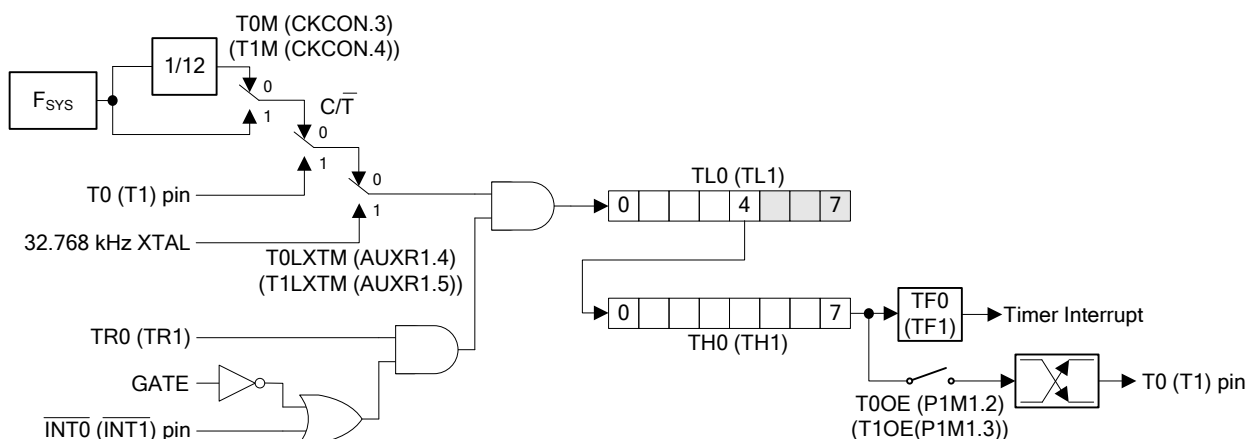 T0M (CKCON.3)
(T1M (CKCON.4))
1/12
FSYS
0
1
C/T̅
0
1
T0 (T1) pin
0
1
32.768 kHz XTAL
T0LXTM (AUXR1.4)
(T1LXTM (AUXR1.5))
TL0 (TL1)
0 4 7
0 7
TH0 (TH1)
TF0
(TF1)
Timer Interrupt
TR0 (TR1)
GATE
I̅N̅T̅0̅ (I̅N̅T̅1̅) pin
T0OE (P1M1.2)
(T1OE(P1M1.3))
T0 (T1) pin